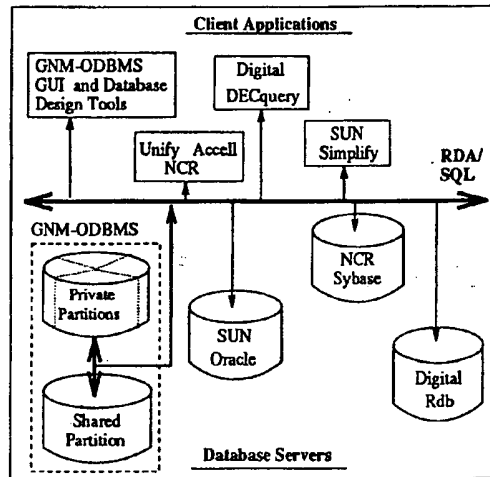 Client Applications
GNM-ODBMS
GUI and Database
Design Tools
Digital
DECquery
Unify Accell
NCR
SUN
Simplify
RDA/
SQL
GNM-ODBMS
Private
Partitions
Shared
Partition
SUN
Oracle
NCR
Sybase
Digital
Rdb
Database Servers